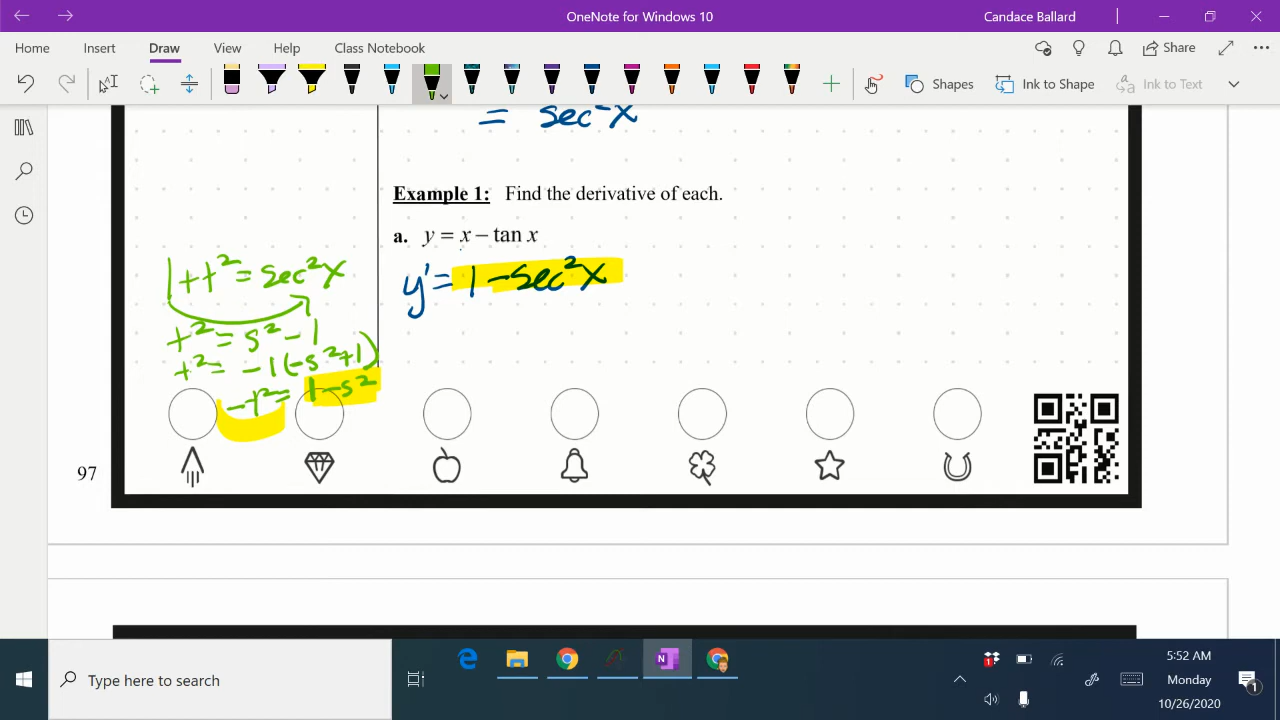 OneNote for Windows 10
Candace Ballard
Home Insert Draw View Help Class Notebook
Share
Shapes Ink to Shape Ink to Text
= sec²x
Example 1: Find the derivative of each.
a. y = x − tan x
y' = 1 − sec²x
1 + t² = sec²x
t² = s² − 1
t² = −1(−s² + 1)
−t² = 1 − s²
97
Type here to search
N
1
5:52 AM
Monday
10/26/2020
1